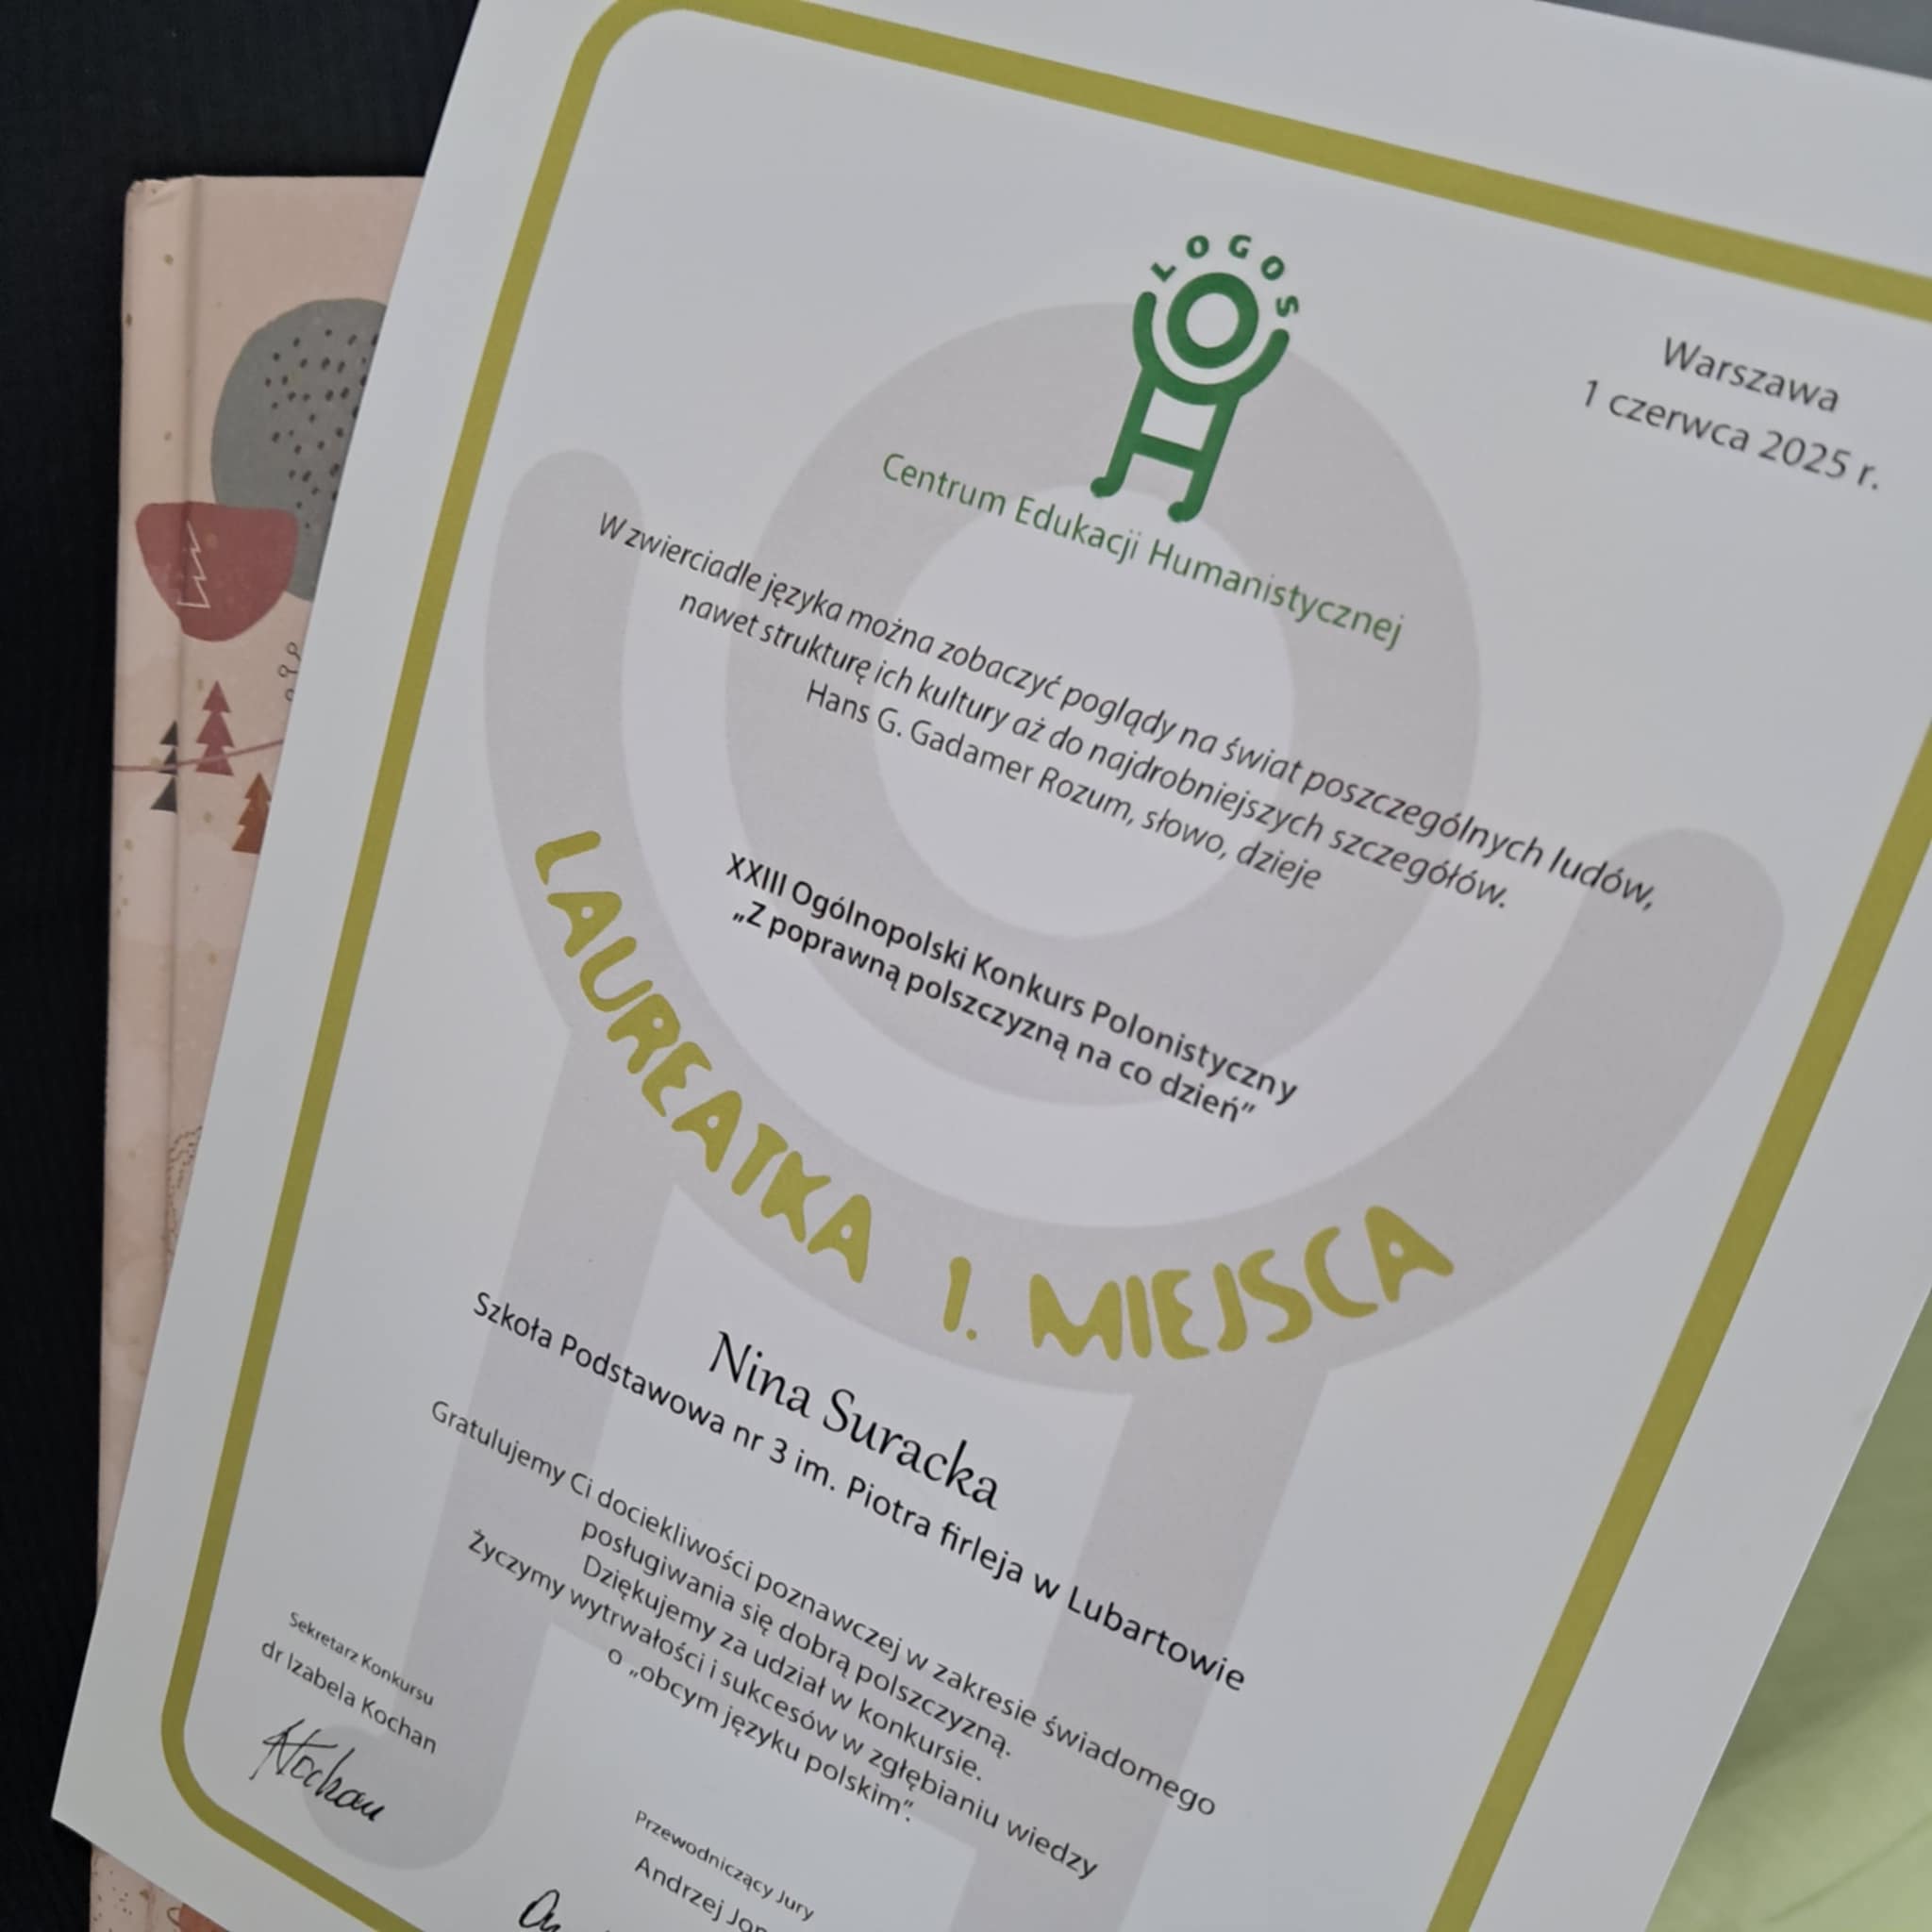 LOGOS
Centrum Edukacji Humanistycznej
Warszawa
1 czerwca 2025 r.
W zwierciadle języka można zobaczyć poglądy na świat poszczególnych ludów,
nawet strukturę ich kultury aż do najdrobniejszych szczegółów.
Hans G. Gadamer Rozum, słowo, dzieje
XXIII Ogólnopolski Konkurs Polonistyczny
„Z poprawną polszczyzną na co dzień”
LAUREATKA 1. MIEJSCA
Nina Suracka
Szkoła Podstawowa nr 3 im. Piotra firleja w Lubartowie
Gratulujemy Ci dociekliwości poznawczej w zakresie świadomego
posługiwania się dobrą polszczyzną.
Dziękujemy za udział w konkursie.
Życzymy wytrwałości i sukcesów w zgłębianiu wiedzy
o „obcym języku polskim”.
Sekretarz Konkursu
dr Izabela Kochan
Przewodniczący Jury
Andrzej